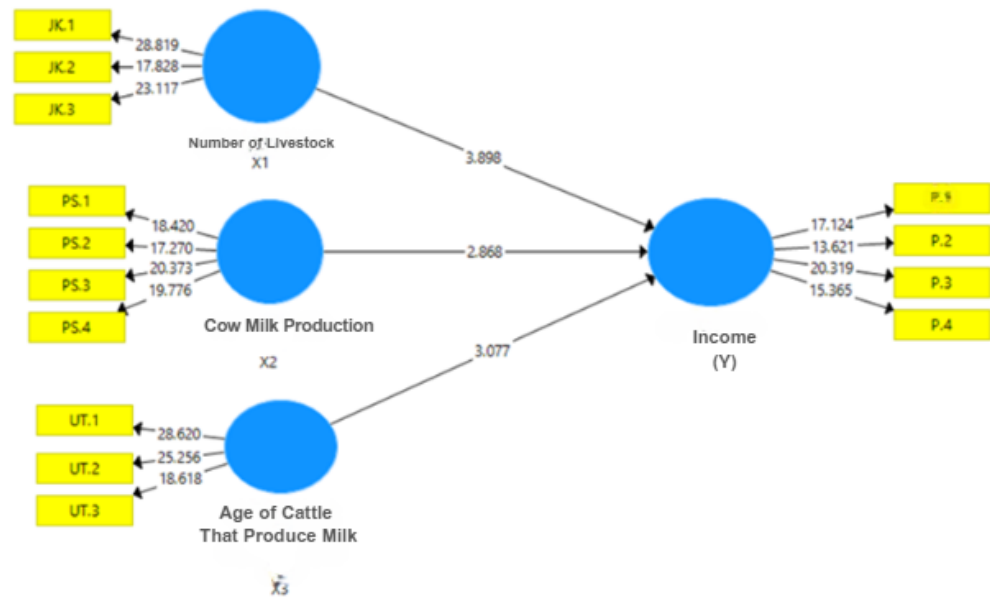 JK.1
28.819
JK.2
17.828
JK.3
23.117
Number of Livestock
X1
3.898
PS.1
18.420
PS.2
17.270
PS.3
20.373
PS.4
19.776
Cow Milk Production
X2
2.868
UT.1
28.620
UT.2
25.256
UT.3
18.618
Age of Cattle
That Produce Milk
X3
3.077
Income
(Y)
17.124
13.621
P.2
20.319
P.3
15.365
P.4